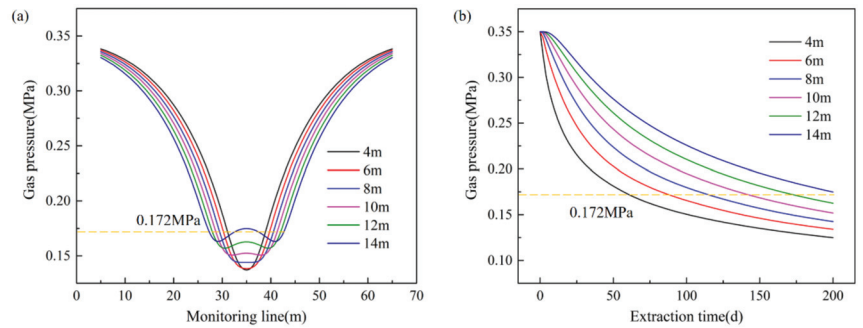 (a)
Gas pressure(MPa)
0.35
0.30
0.25
0.20
0.15
0.172MPa
4m
6m
8m
10m
12m
14m
0 10 20 30 40 50 60 70
Monitoring line(m)
(b)
Gas pressure(MPa)
0.35
0.30
0.25
0.20
0.15
0.10
4m
6m
8m
10m
12m
14m
0.172MPa
0 50 100 150 200
Extraction time(d)